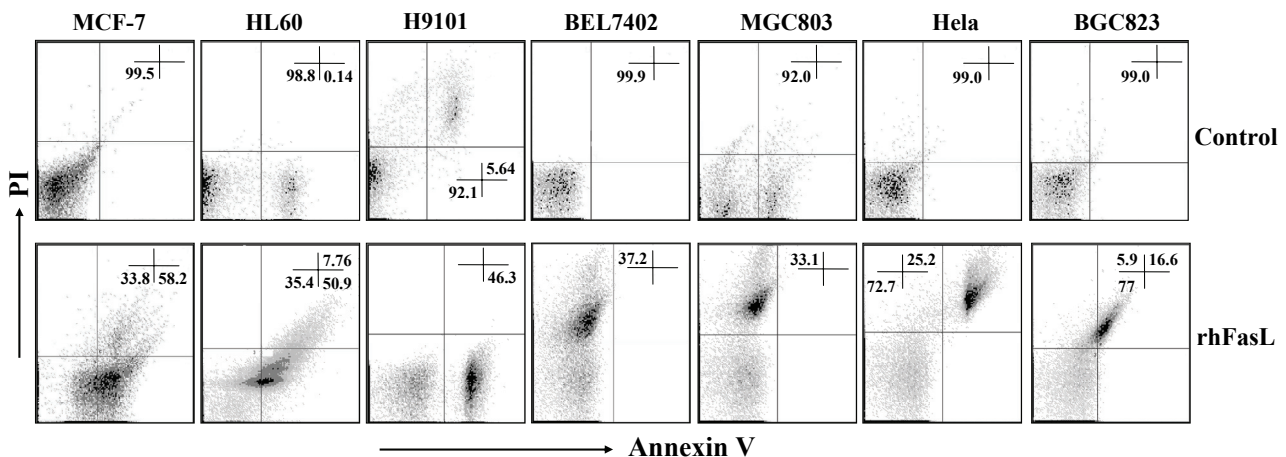 MCF-7 HL60 H9101 BEL7402 MGC803 Hela BGC823
99.5 98.8 0.14 5.64 92.1 99.9 92.0 99.0 99.0
Control
PI
33.8 58.2 7.76 35.4 50.9 46.3 37.2 33.1 25.2 72.7 5.9 16.6 77
rhFasL
Annexin V